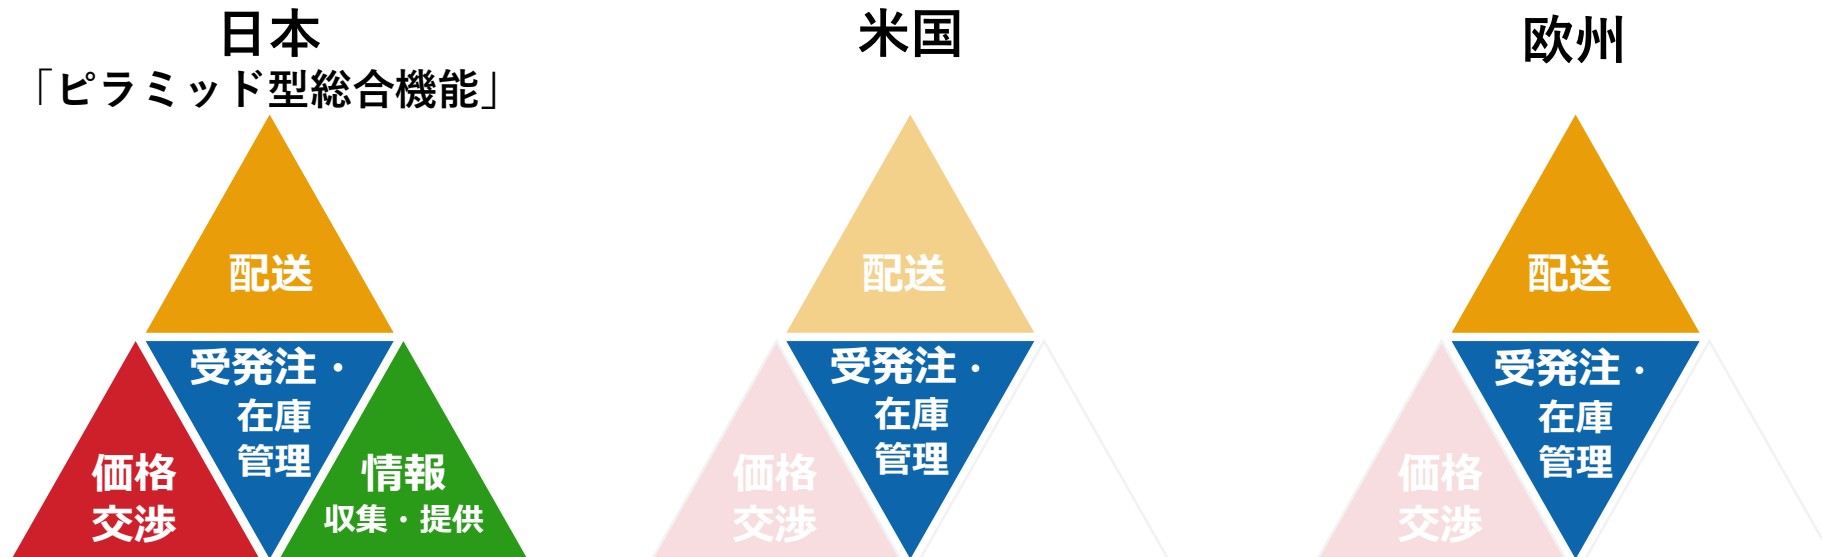 日本
「ピラミッド型総合機能」
配送
受発注・
在庫
管理
価格
交渉
情報
収集・提供
米国
配送
受発注・
在庫
管理
価格
交渉
欧州
配送
受発注・
在庫
管理
価格
交渉